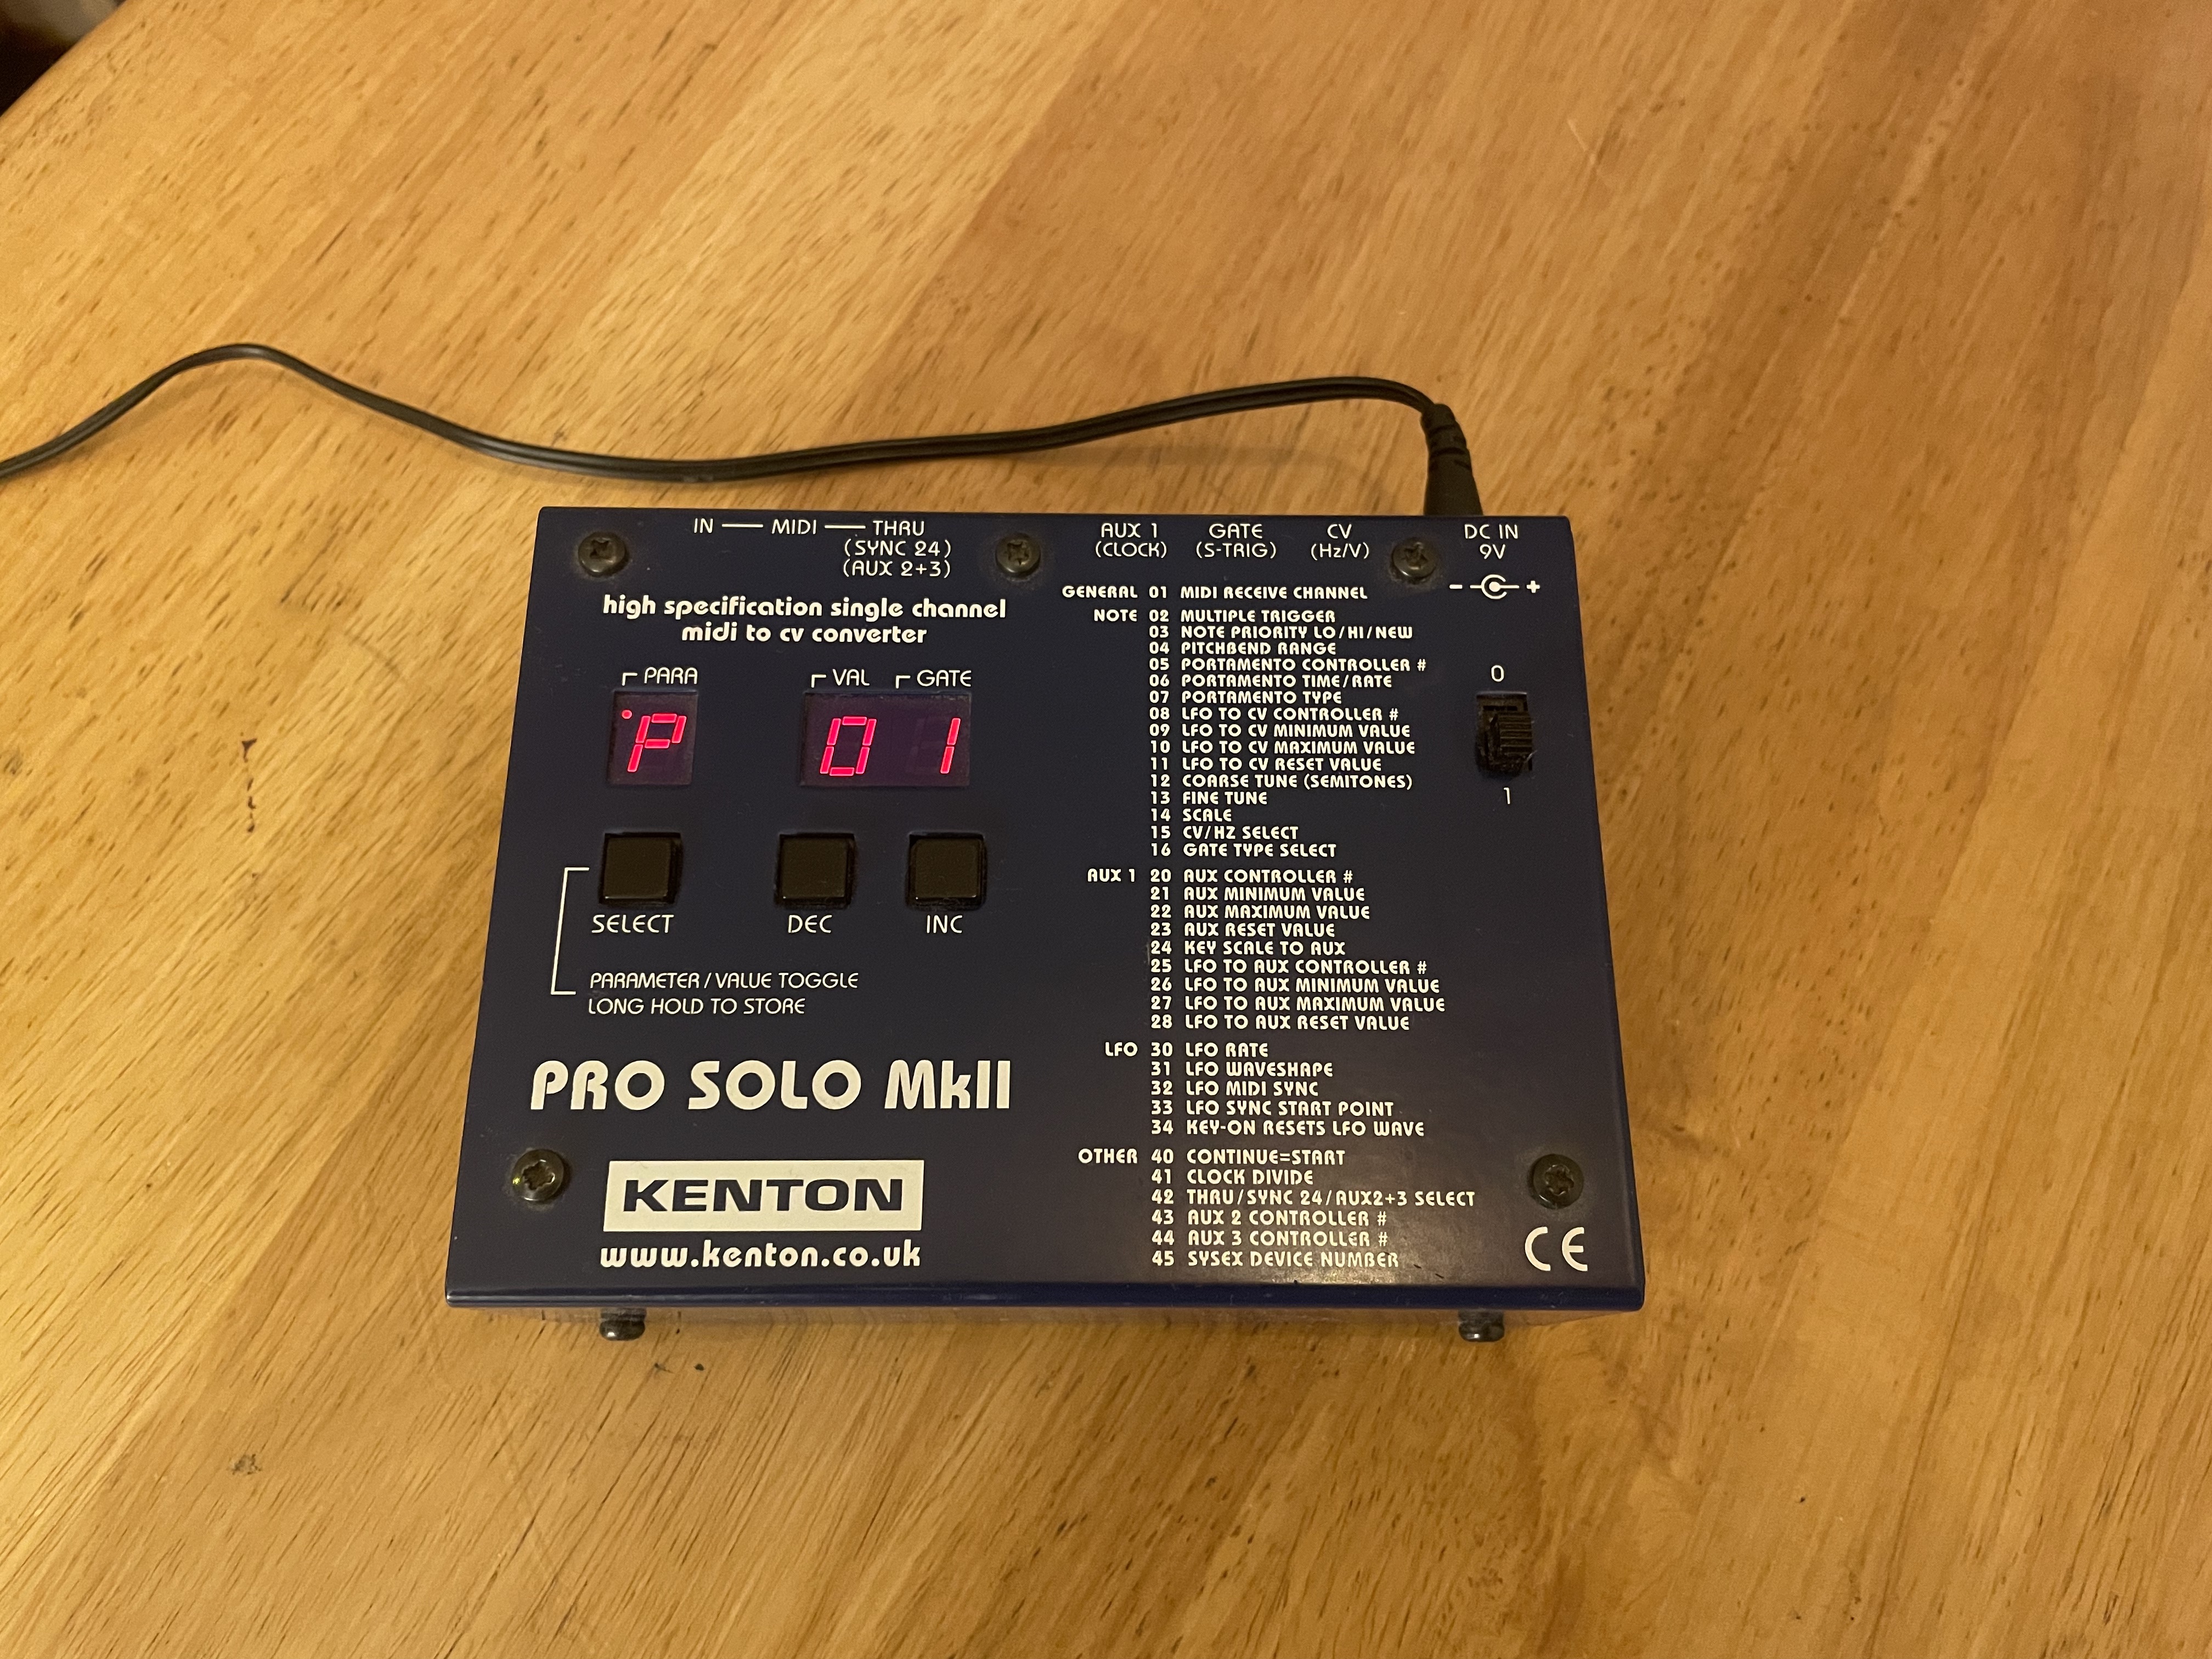 IN MIDI THRU
(SYNC 24)
(AUX 2+3)
AUX 1
(CLOCK)
GATE
(S-TRIG)
CV
(Hz/V)
DC IN
9V
- +
high specification single channel
midi to cv converter
PARA
VAL
GATE
P
01
SELECT
DEC
INC
PARAMETER / VALUE TOGGLE
LONG HOLD TO STORE
PRO SOLO MkII
KENTON
www.kenton.co.uk
GENERAL 01 MIDI RECEIVE CHANNEL
NOTE 02 MULTIPLE TRIGGER
03 NOTE PRIORITY LO/HI/NEW
04 PITCHBEND RANGE
05 PORTAMENTO CONTROLLER #
06 PORTAMENTO TIME/RATE
07 PORTAMENTO TYPE
08 LFO TO CV CONTROLLER #
09 LFO TO CV MINIMUM VALUE
10 LFO TO CV MAXIMUM VALUE
11 LFO TO CV RESET VALUE
12 COARSE TUNE (SEMITONES)
13 FINE TUNE
14 SCALE
15 CV/HZ SELECT
16 GATE TYPE SELECT
AUX 1 20 AUX CONTROLLER #
21 AUX MINIMUM VALUE
22 AUX MAXIMUM VALUE
23 AUX RESET VALUE
24 KEY SCALE TO AUX
25 LFO TO AUX CONTROLLER #
26 LFO TO AUX MINIMUM VALUE
27 LFO TO AUX MAXIMUM VALUE
28 LFO TO AUX RESET VALUE
LFO 30 LFO RATE
31 LFO WAVESHAPE
32 LFO MIDI SYNC
33 LFO SYNC START POINT
34 KEY-ON RESETS LFO WAVE
OTHER 40 CONTINUE=START
41 CLOCK DIVIDE
42 THRU/SYNC 24/AUX2+3 SELECT
43 AUX 2 CONTROLLER #
44 AUX 3 CONTROLLER #
45 SYSEX DEVICE NUMBER
0
1
CE